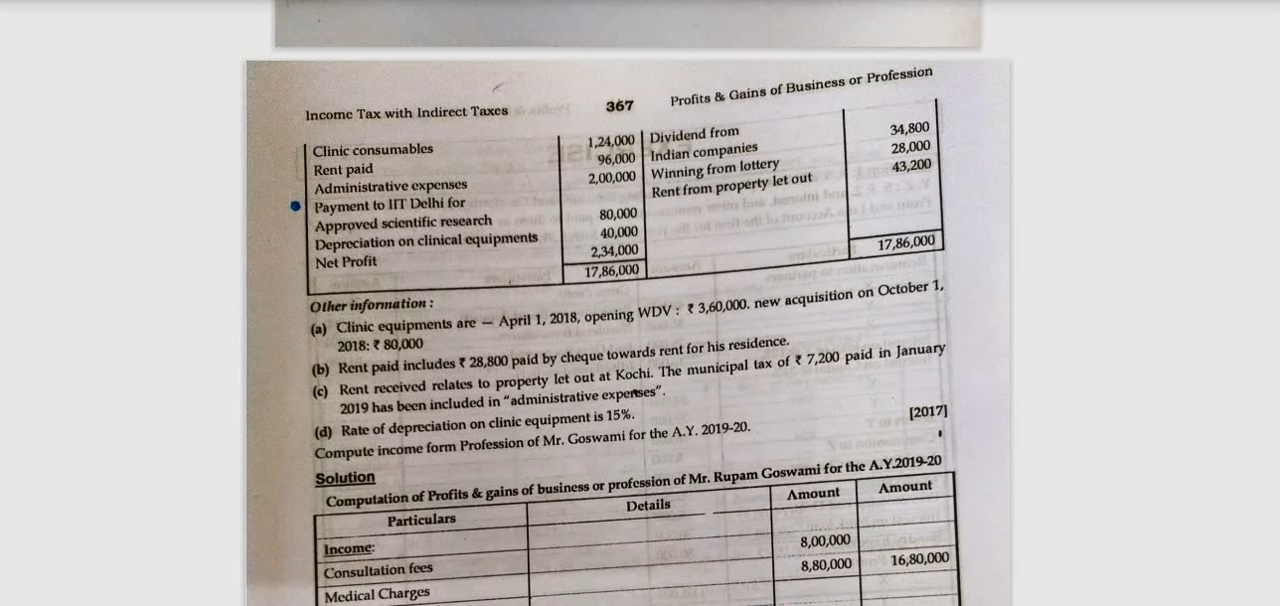 Income Tax with Indirect Taxes 367 Profits & Gains of Business or Profession
Clinic consumables 1,24,000 Dividend from
Rent paid 96,000 Indian companies 34,800
Administrative expenses 2,00,000 Winning from lottery 28,000
Payment to IIT Delhi for Rent from property let out 43,200
Approved scientific research 80,000
Depreciation on clinical equipments 40,000
Net Profit 2,34,000
17,86,000 17,86,000
Other information :
(a) Clinic equipments are — April 1, 2018, opening WDV : ₹ 3,60,000. new acquisition on October 1,
2018: ₹ 80,000
(b) Rent paid includes ₹ 28,800 paid by cheque towards rent for his residence.
(c) Rent received relates to property let out at Kochi. The municipal tax of ₹ 7,200 paid in January
2019 has been included in "administrative expenses".
(d) Rate of depreciation on clinic equipment is 15%.
Compute income form Profession of Mr. Goswami for the A.Y. 2019-20. [2017]
Solution
Computation of Profits & gains of business or profession of Mr. Rupam Goswami for the A.Y.2019-20
Particulars Details Amount Amount
Income:
Consultation fees 8,00,000
Medical Charges 8,80,000 16,80,000